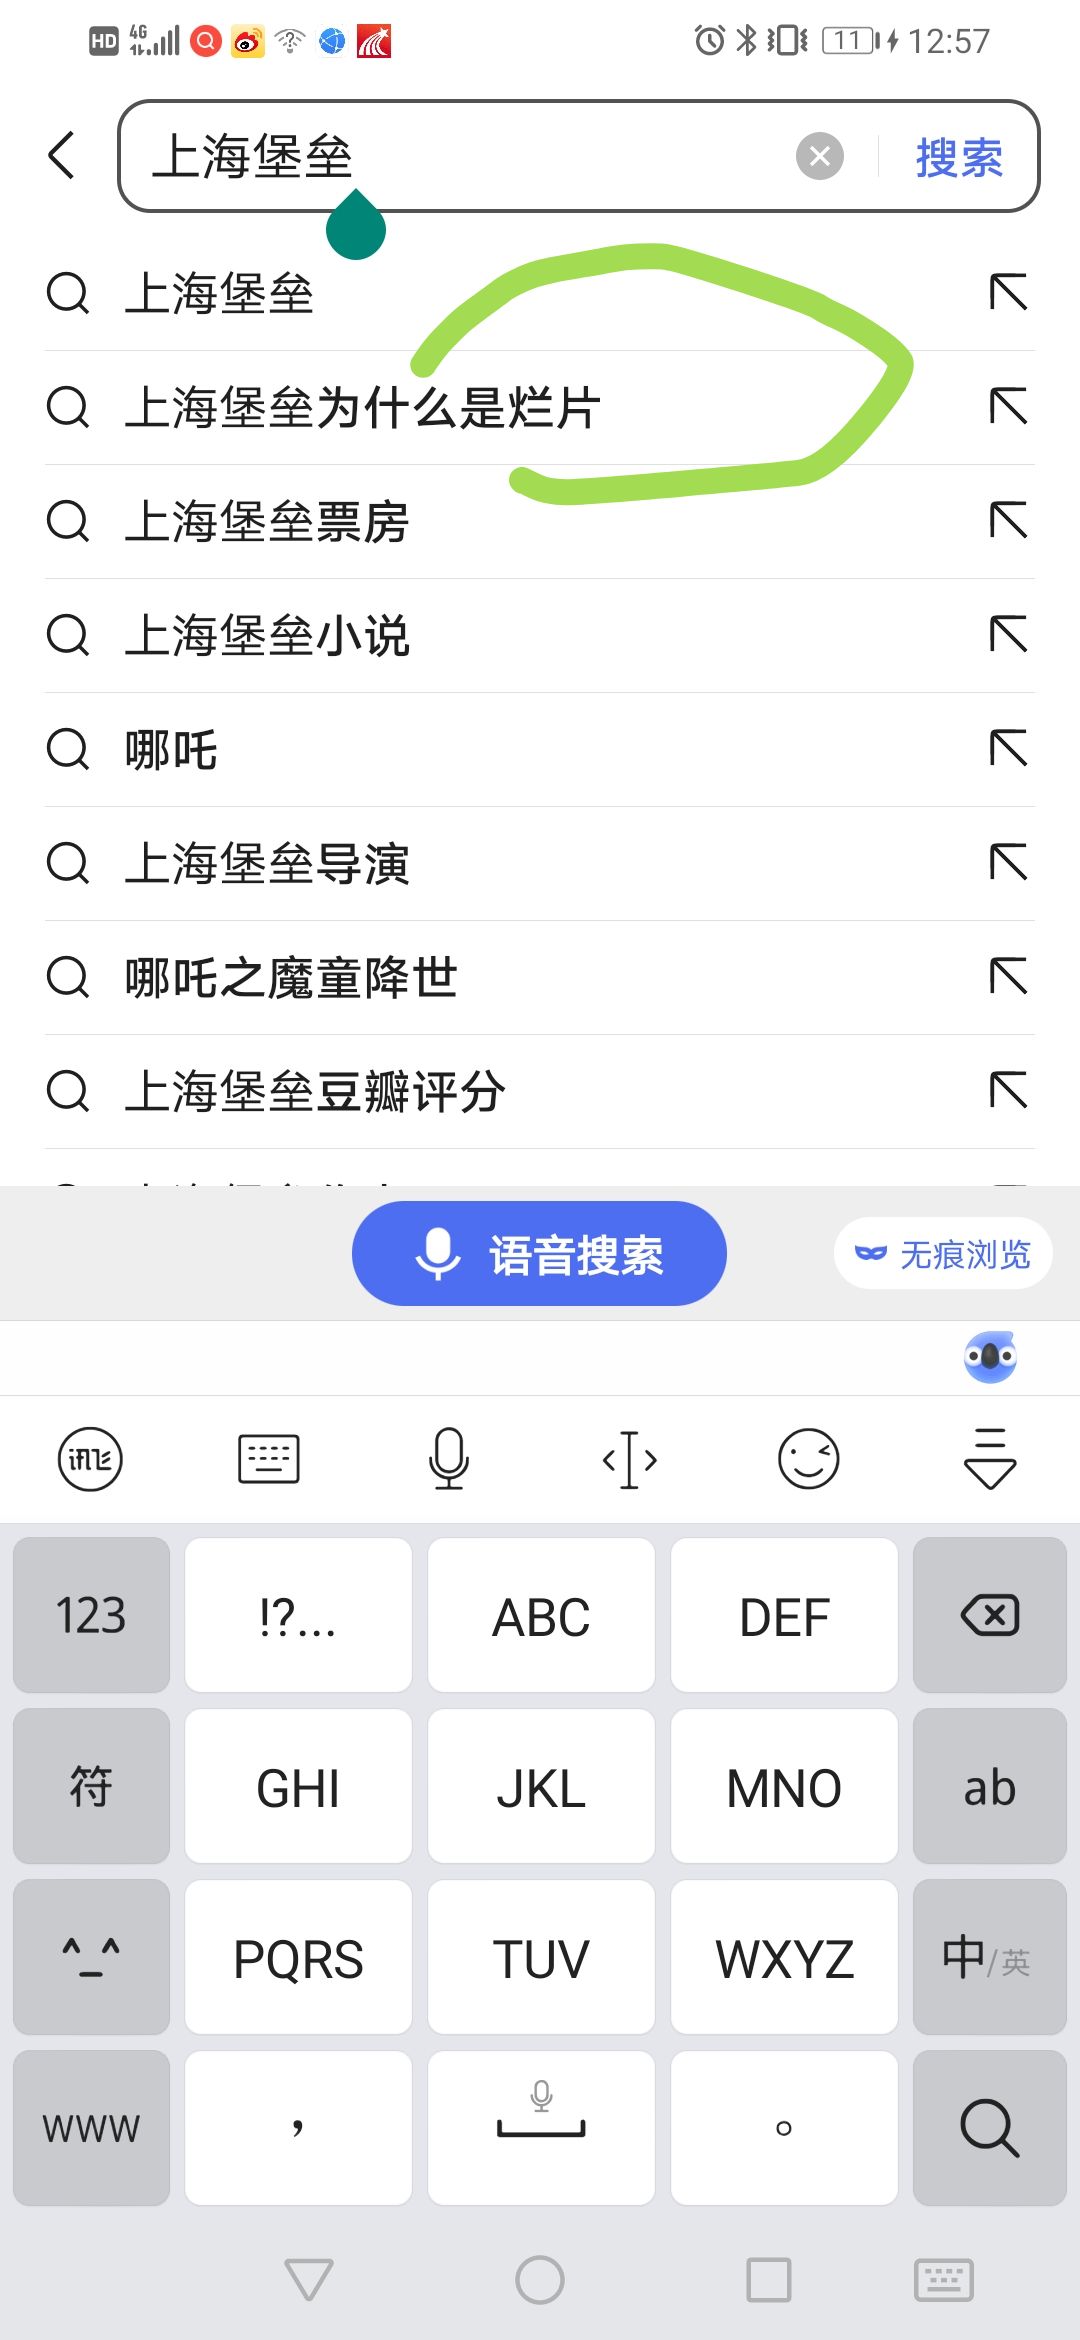 HD 4G 11 12:57
上海堡垒 搜索
上海堡垒
上海堡垒为什么是烂片
上海堡垒票房
上海堡垒小说
哪吒
上海堡垒导演
哪吒之魔童降世
上海堡垒豆瓣评分
语音搜索 无痕浏览
123 !?... ABC DEF
符 GHI JKL MNO ab
^_^ PQRS TUV WXYZ 中/英
WWW ， 。